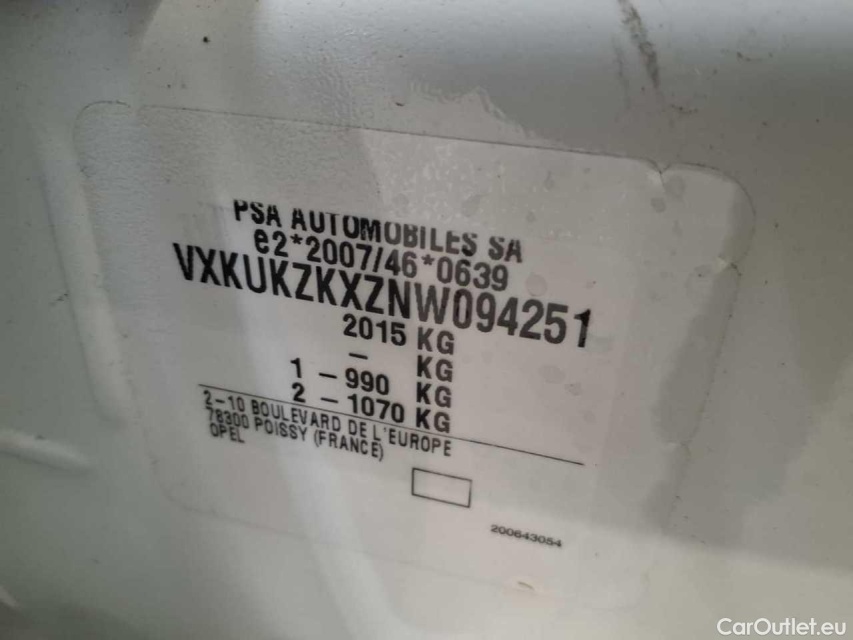 PSA AUTOMOBILES SA
e2*2007/46*0639
VXKUKZKXZNW094251
2015 KG
– KG
1 – 990 KG
2 – 1070 KG
2-10 BOULEVARD DE L'EUROPE
78300 POISSY (FRANCE)
OPEL
200643054
CarOutlet.eu